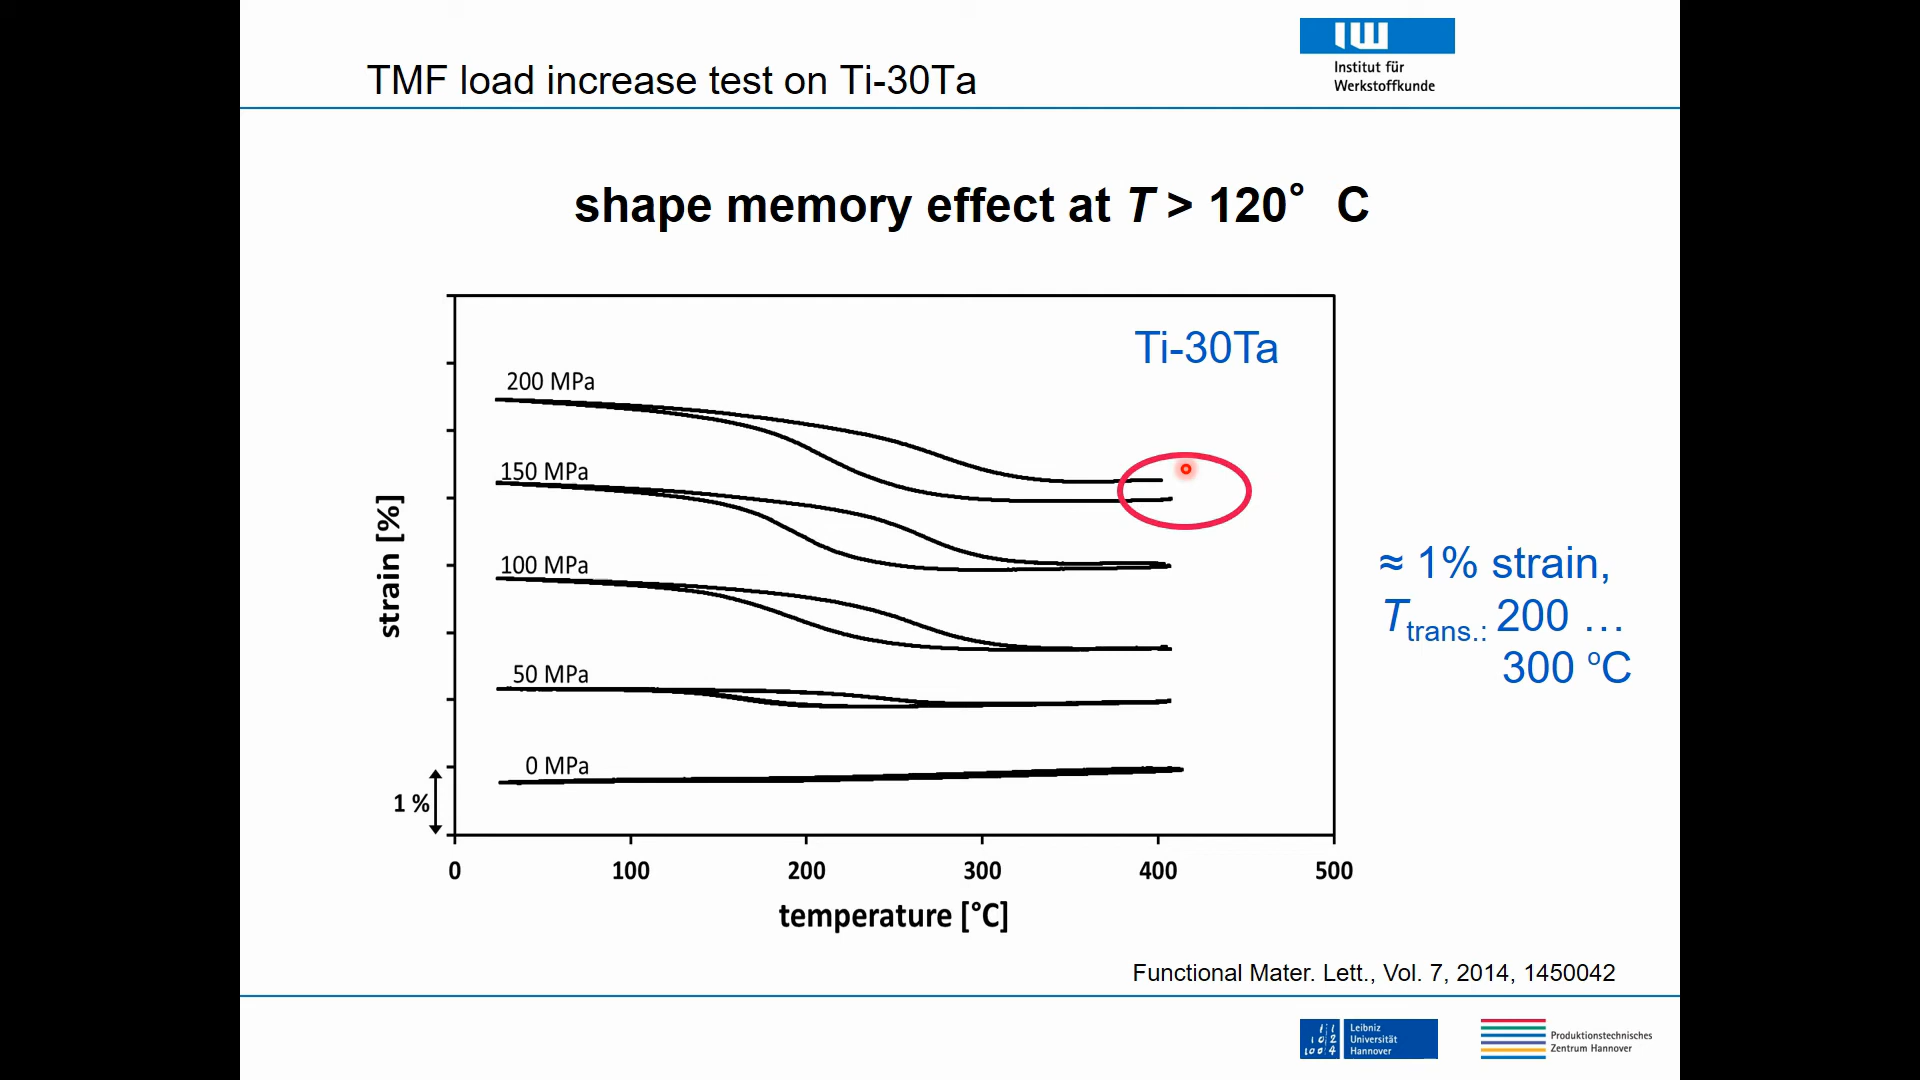 IW
Institut für
Werkstoffkunde
TMF load increase test on Ti-30Ta
shape memory effect at T > 120° C
Ti-30Ta
200 MPa
150 MPa
100 MPa
50 MPa
0 MPa
strain [%]
1 %
0 100 200 300 400 500
temperature [°C]
≈ 1% strain,
Ttrans.: 200 …
300 °C
Functional Mater. Lett., Vol. 7, 2014, 1450042
Leibniz
Universität
Hannover
Produktionstechnisches
Zentrum Hannover